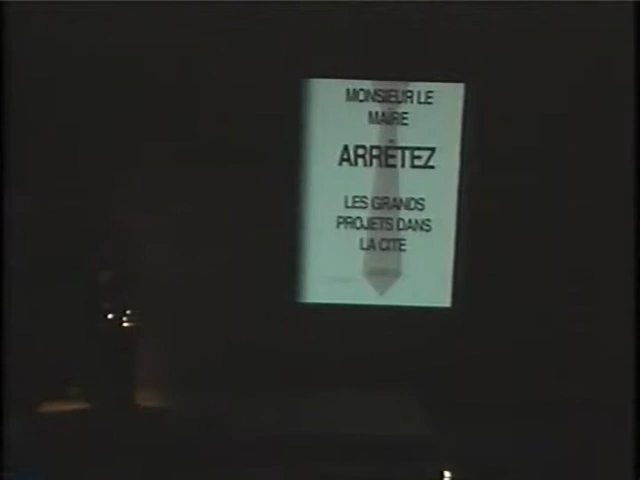 MONSIEUR LE
MAIRE
ARRÊTEZ
LES GRANDS
PROJETS DANS
LA CITE